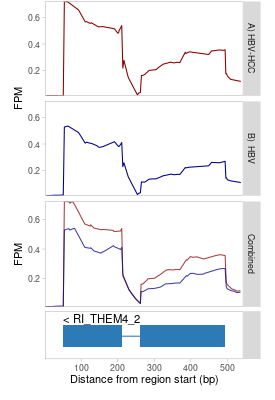 0.6
0.4
0.2
FPM
A) HBV-HCC
0.6
0.4
0.2
B) HBV
0.6
0.4
0.2
FPM
Combined
< RI_THEM4_2
100 200 300 400 500
Distance from region start (bp)